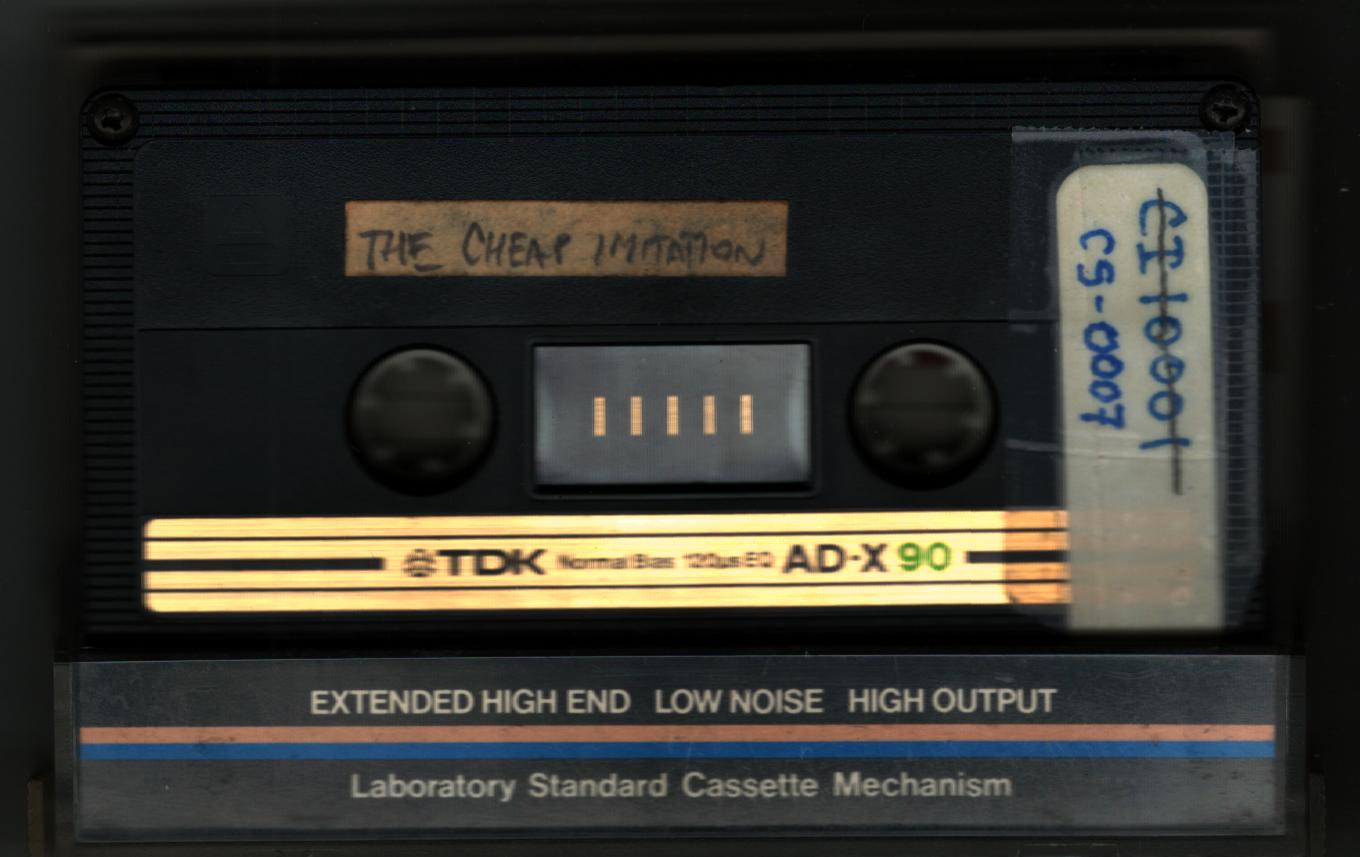 THE CHEAP IMITATION
CI 10001
CS-0007
TDK Normal Bias 120µs EQ AD-X 90
EXTENDED HIGH END LOW NOISE HIGH OUTPUT
Laboratory Standard Cassette Mechanism